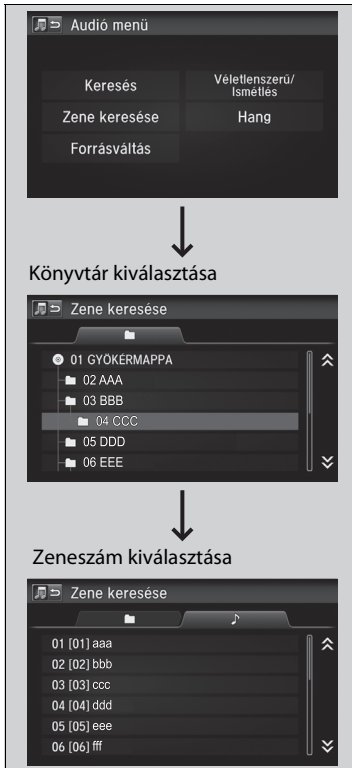 Audió menü
Keresés
Véletlenszerű/
Ismétlés
Zene keresése
Hang
Forrásváltás
Könyvtár kiválasztása
Zene keresése
01 GYÖKÉRMAPPA
02 AAA
03 BBB
04 CCC
05 DDD
06 EEE
Zeneszám kiválasztása
Zene keresése
01 [01] aaa
02 [02] bbb
03 [03] ccc
04 [04] ddd
05 [05] eee
06 [06] fff